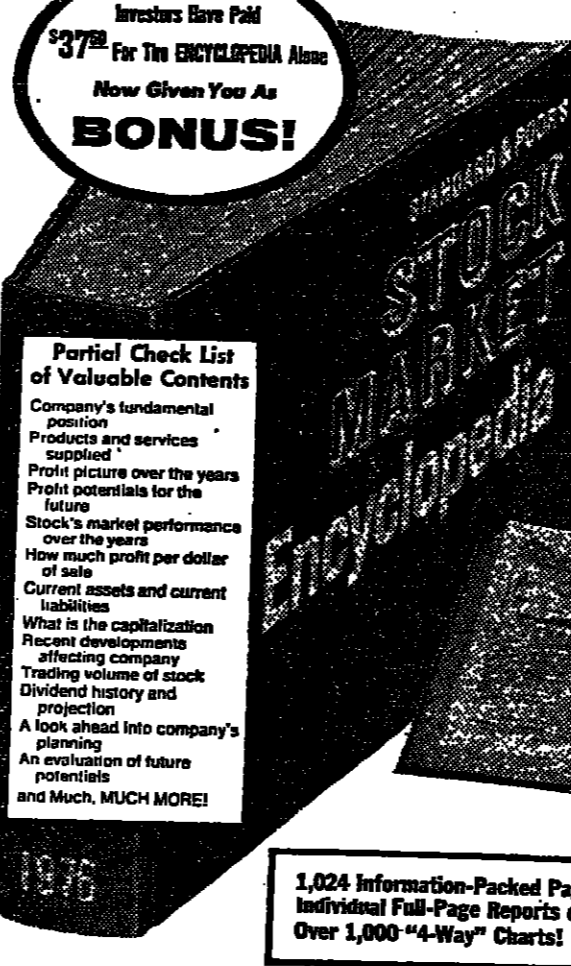 Investors Have Paid
$37.50 For The ENCYCLOPEDIA Alone
Now Given You As
BONUS!
STANDARD & POOR'S
STOCK
MARKET
Encyclopedia
Partial Check List
of Valuable Contents
Company's fundamental
position
Products and services
supplied
Profit picture over the years
Profit potentials for the
future
Stock's market performance
over the years
How much profit per dollar
of sale
Current assets and current
liabilities
What is the capitalization
Recent developments
affecting company
Trading volume of stock
Dividend history and
projection
A look ahead into company's
planning
An evaluation of future
potentials
and Much, MUCH MORE!
1976
1,024 Information-Packed Pa
Individual Full-Page Reports
Over 1,000 "4-Way" Charts!